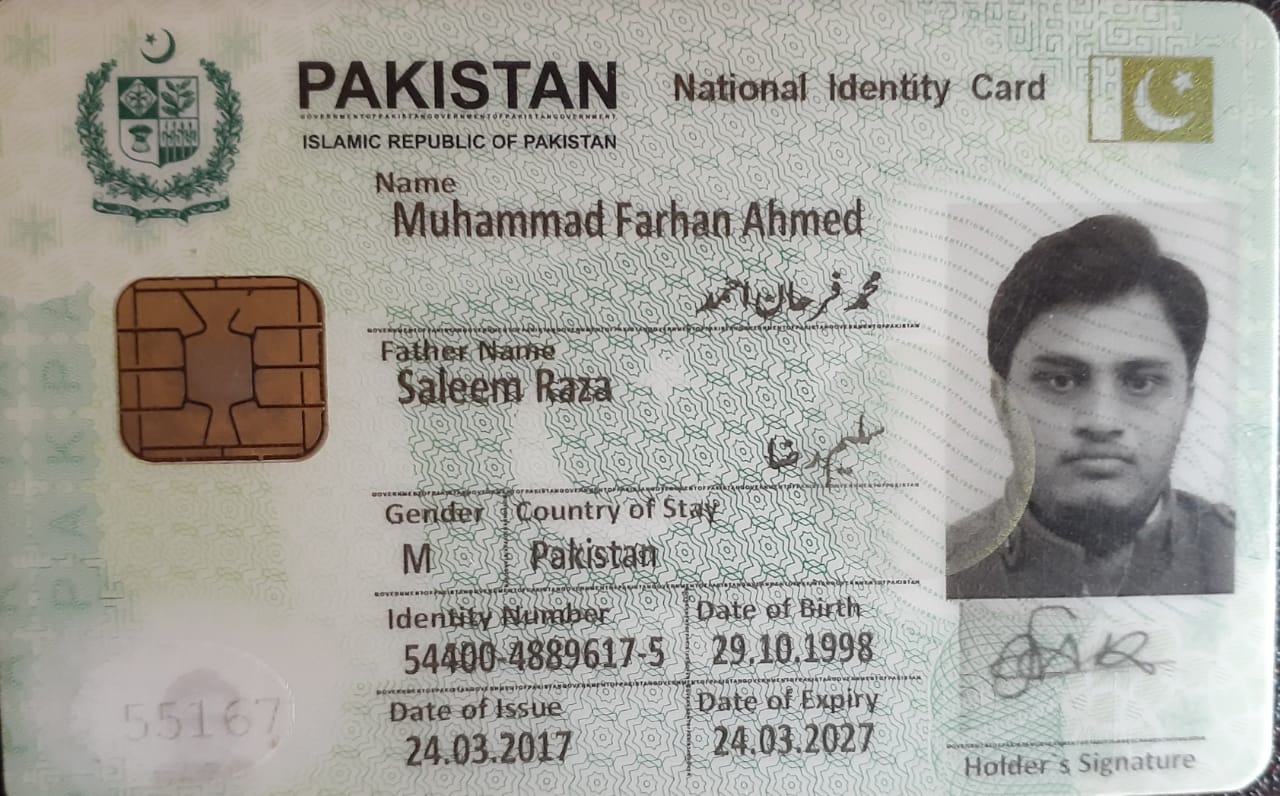 PAKISTAN
National Identity Card
ISLAMIC REPUBLIC OF PAKISTAN
Name
Muhammad Farhan Ahmed
محمد فرحان احمد
Father Name
Saleem Raza
سلیم رضا
Gender
Country of Stay
M
Pakistan
Identity Number
Date of Birth
54400-4889617-5
29.10.1998
Date of Issue
Date of Expiry
24.03.2017
24.03.2027
55167
Holder s Signature